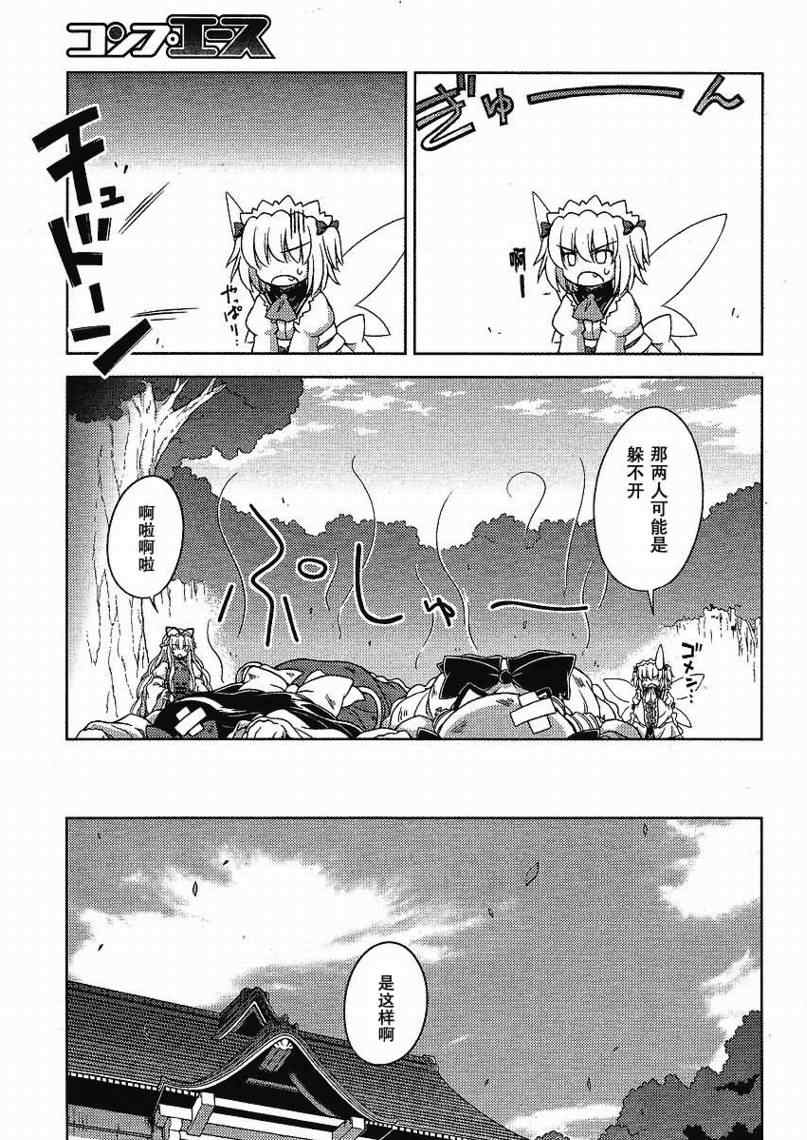 コンプエース
ぎゅーーん
啊ー
チュドーン
やっぱり…
那两人可能是
躲不开
ぷしゅー
啊啦啊啦
ゴメン…
是这样啊